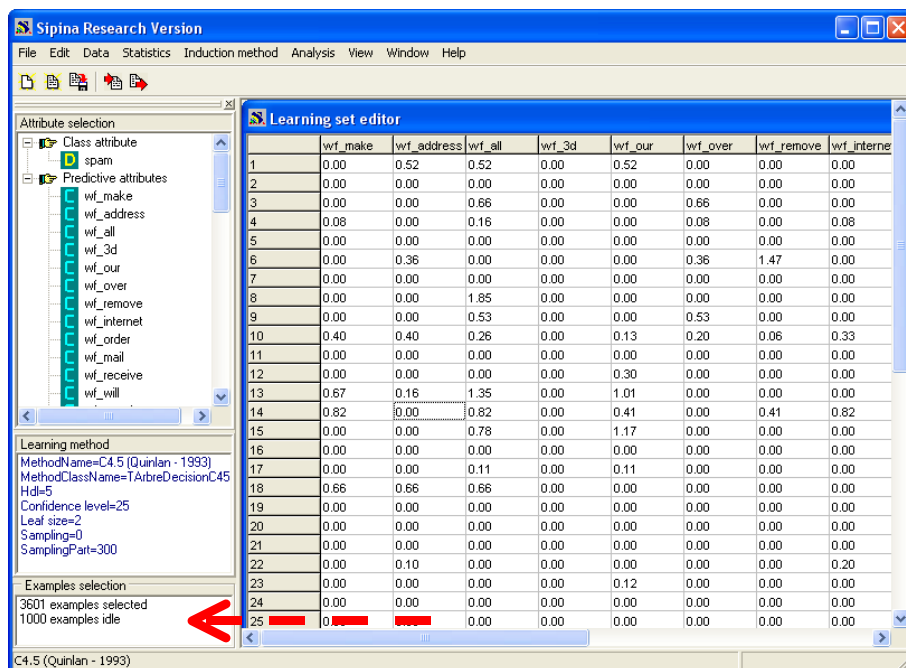 Sipina Research Version
File Edit Data Statistics Induction method Analysis View Window Help
Attribute selection
Class attribute
spam
Predictive attributes
wf_make
wf_address
wf_all
wf_3d
wf_our
wf_over
wf_remove
wf_internet
wf_order
wf_mail
wf_receive
wf_will
Learning method
MethodName=C4.5 (Quinlan - 1993)
MethodClassName=TArbreDecisionC45
Hdl=5
Confidence level=25
Leaf size=2
Sampling=0
SamplingPart=300
Examples selection
3601 examples selected
1000 examples idle
Learning set editor
wf_make wf_address wf_all wf_3d wf_our wf_over wf_remove wf_interne
1 0.00 0.52 0.52 0.00 0.52 0.00 0.00 0.00
2 0.00 0.00 0.00 0.00 0.00 0.00 0.00 0.00
3 0.00 0.00 0.66 0.00 0.00 0.66 0.00 0.00
4 0.08 0.00 0.16 0.00 0.00 0.08 0.00 0.08
5 0.00 0.00 0.00 0.00 0.00 0.00 0.00 0.00
6 0.00 0.36 0.00 0.00 0.00 0.36 1.47 0.00
7 0.00 0.00 0.00 0.00 0.00 0.00 0.00 0.00
8 0.00 0.00 1.85 0.00 0.00 0.00 0.00 0.00
9 0.00 0.00 0.53 0.00 0.00 0.53 0.00 0.00
10 0.40 0.40 0.26 0.00 0.13 0.20 0.06 0.33
11 0.00 0.00 0.00 0.00 0.00 0.00 0.00 0.00
12 0.00 0.00 0.00 0.00 0.30 0.00 0.00 0.00
13 0.67 0.16 1.35 0.00 1.01 0.00 0.00 0.00
14 0.82 0.00 0.82 0.00 0.41 0.00 0.41 0.82
15 0.00 0.00 0.78 0.00 1.17 0.00 0.00 0.00
16 0.00 0.00 0.00 0.00 0.00 0.00 0.00 0.00
17 0.00 0.00 0.11 0.00 0.11 0.00 0.00 0.00
18 0.66 0.66 0.66 0.00 0.00 0.00 0.00 0.00
19 0.00 0.00 0.00 0.00 0.00 0.00 0.00 0.00
20 0.00 0.00 0.00 0.00 0.00 0.00 0.00 0.00
21 0.00 0.00 0.00 0.00 0.00 0.00 0.00 0.00
22 0.00 0.10 0.00 0.00 0.00 0.00 0.00 0.20
23 0.00 0.00 0.00 0.00 0.12 0.00 0.00 0.00
24 0.00 0.00 0.00 0.00 0.00 0.00 0.00 0.00
25 0.00 0.00 0.00 0.00 0.00
C4.5 (Quinlan - 1993)